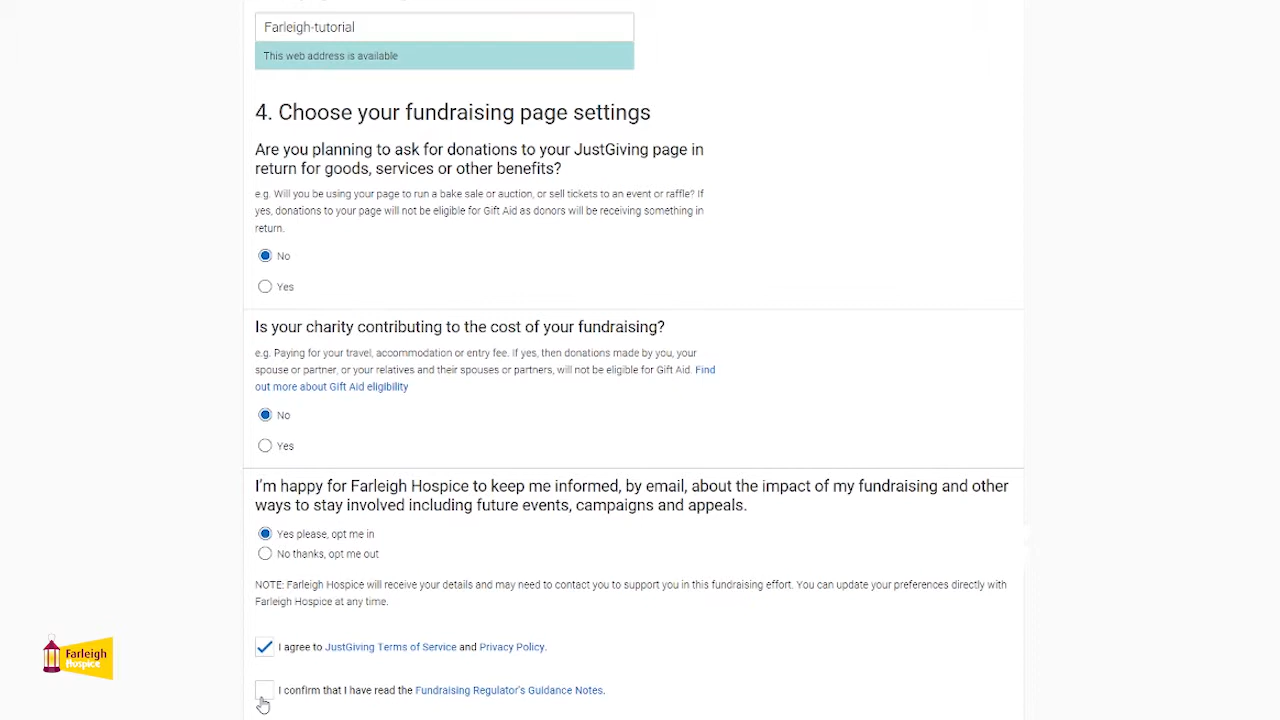 Farleigh-tutorial
This web address is available
4. Choose your fundraising page settings
Are you planning to ask for donations to your JustGiving page in
return for goods, services or other benefits?
e.g. Will you be using your page to run a bake sale or auction, or sell tickets to an event or raffle? If
yes, donations to your page will not be eligible for Gift Aid as donors will be receiving something in
return.
No
Yes
Is your charity contributing to the cost of your fundraising?
e.g. Paying for your travel, accommodation or entry fee. If yes, then donations made by you, your
spouse or partner, or your relatives and their spouses or partners, will not be eligible for Gift Aid. Find
out more about Gift Aid eligibility
No
Yes
I'm happy for Farleigh Hospice to keep me informed, by email, about the impact of my fundraising and other
ways to stay involved including future events, campaigns and appeals.
Yes please, opt me in
No thanks, opt me out
NOTE: Farleigh Hospice will receive your details and may need to contact you to support you in this fundraising effort. You can update your preferences directly with
Farleigh Hospice at any time.
I agree to JustGiving Terms of Service and Privacy Policy.
I confirm that I have read the Fundraising Regulator's Guidance Notes.
Farleigh
Hospice